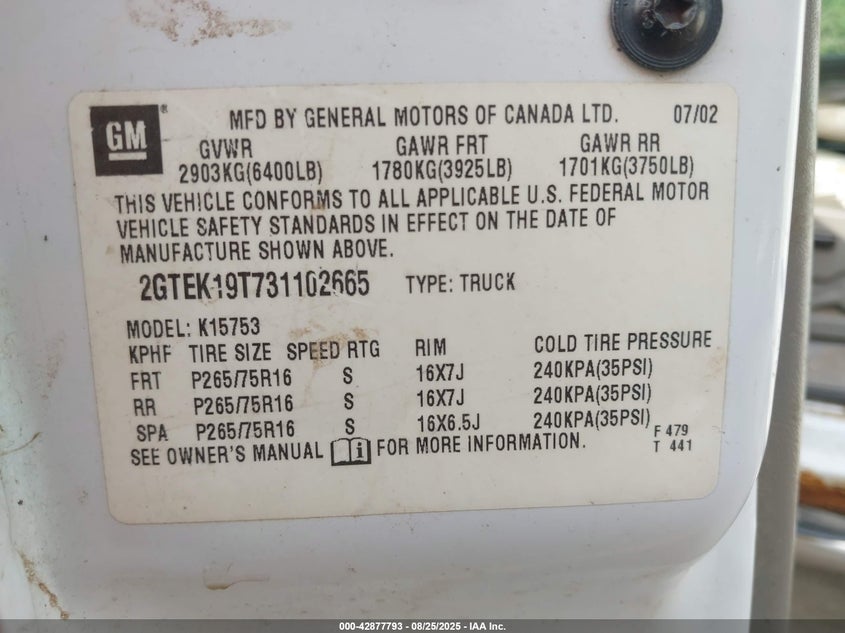 GM ® MFD BY GENERAL MOTORS OF CANADA LTD. 07/02
GVWR GAWR FRT GAWR RR
2903KG(6400LB) 1780KG(3925LB) 1701KG(3750LB)
THIS VEHICLE CONFORMS TO ALL APPLICABLE U.S. FEDERAL MOTOR
VEHICLE SAFETY STANDARDS IN EFFECT ON THE DATE OF
MANUFACTURE SHOWN ABOVE.
2GTEK19T731102665 TYPE: TRUCK
MODEL: K15753
KPHF TIRE SIZE SPEED RTG RIM COLD TIRE PRESSURE
FRT P265/75R16 S 16X7J 240KPA(35PSI)
RR P265/75R16 S 16X7J 240KPA(35PSI)
SPA P265/75R16 S 16X6.5J 240KPA(35PSI)
SEE OWNER'S MANUAL i FOR MORE INFORMATION.
F 479
T 441
000-42877793 - 08/25/2025 - IAA Inc.